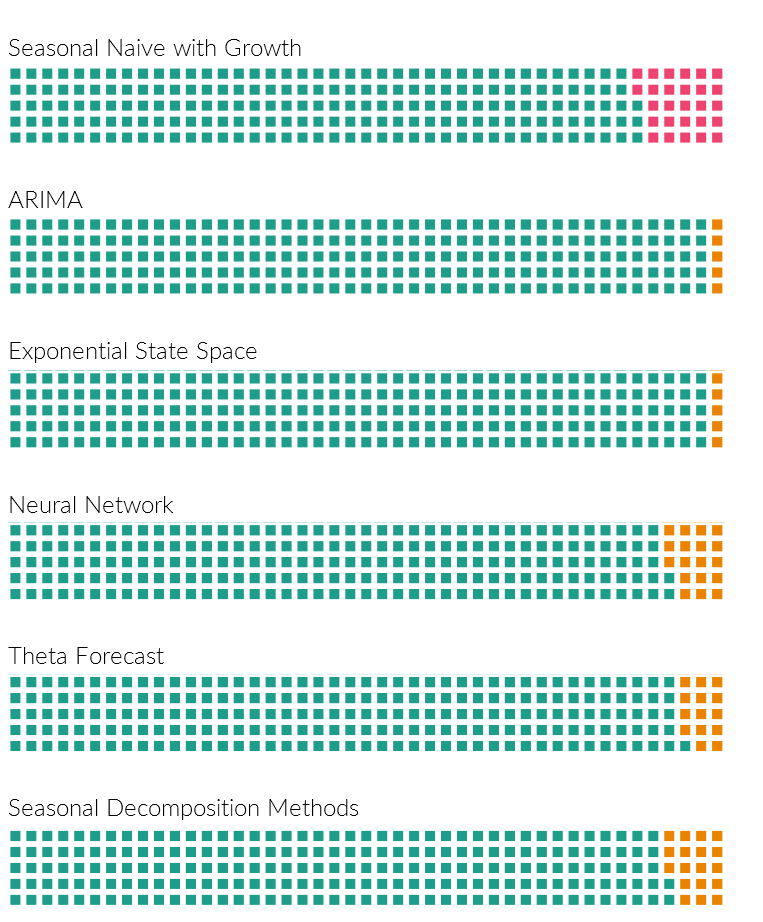 Seasonal Naive with Growth
ARIMA
Exponential State Space
Neural Network
Theta Forecast
Seasonal Decomposition Methods